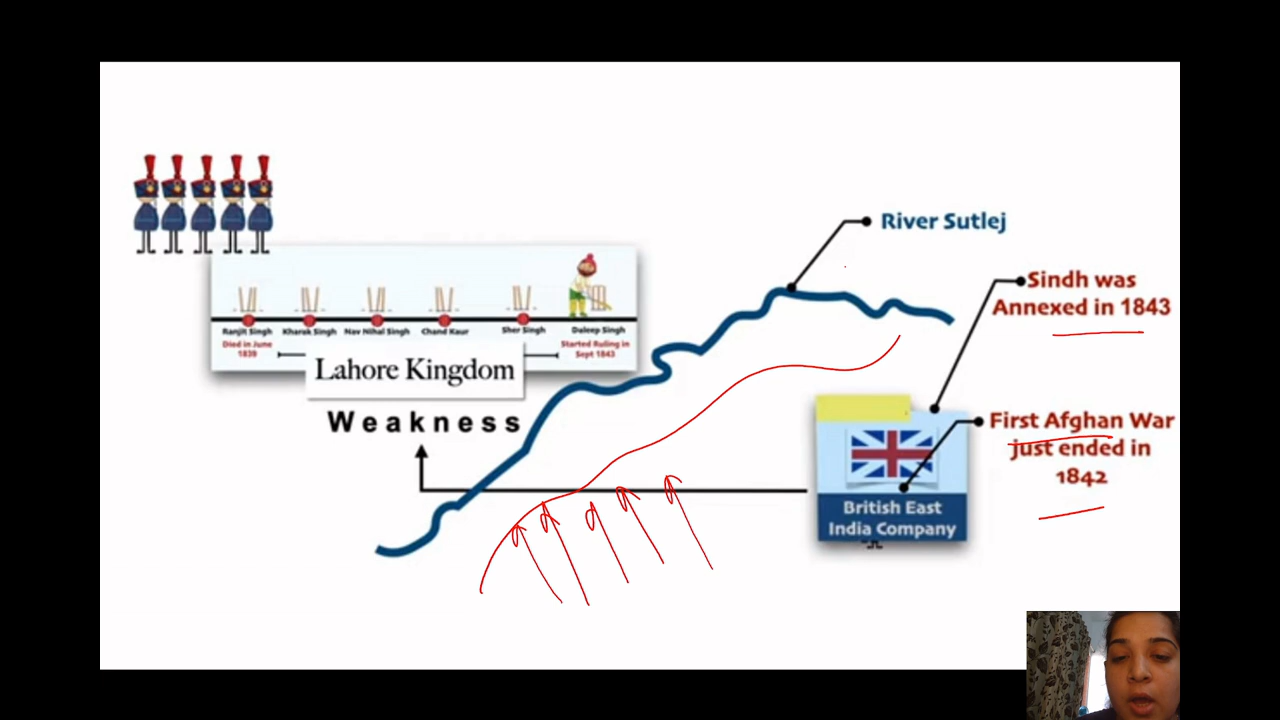 River Sutlej
Sindh was
Annexed in 1843
Ranjit Singh
Died in June
1839
Kharak Singh
Nav Nihal Singh
Chand Kaur
Sher Singh
Daleep Singh
Started Ruling in
Sept 1843
Lahore Kingdom
Weakness
First Afghan War
just ended in
1842
British East
India Company